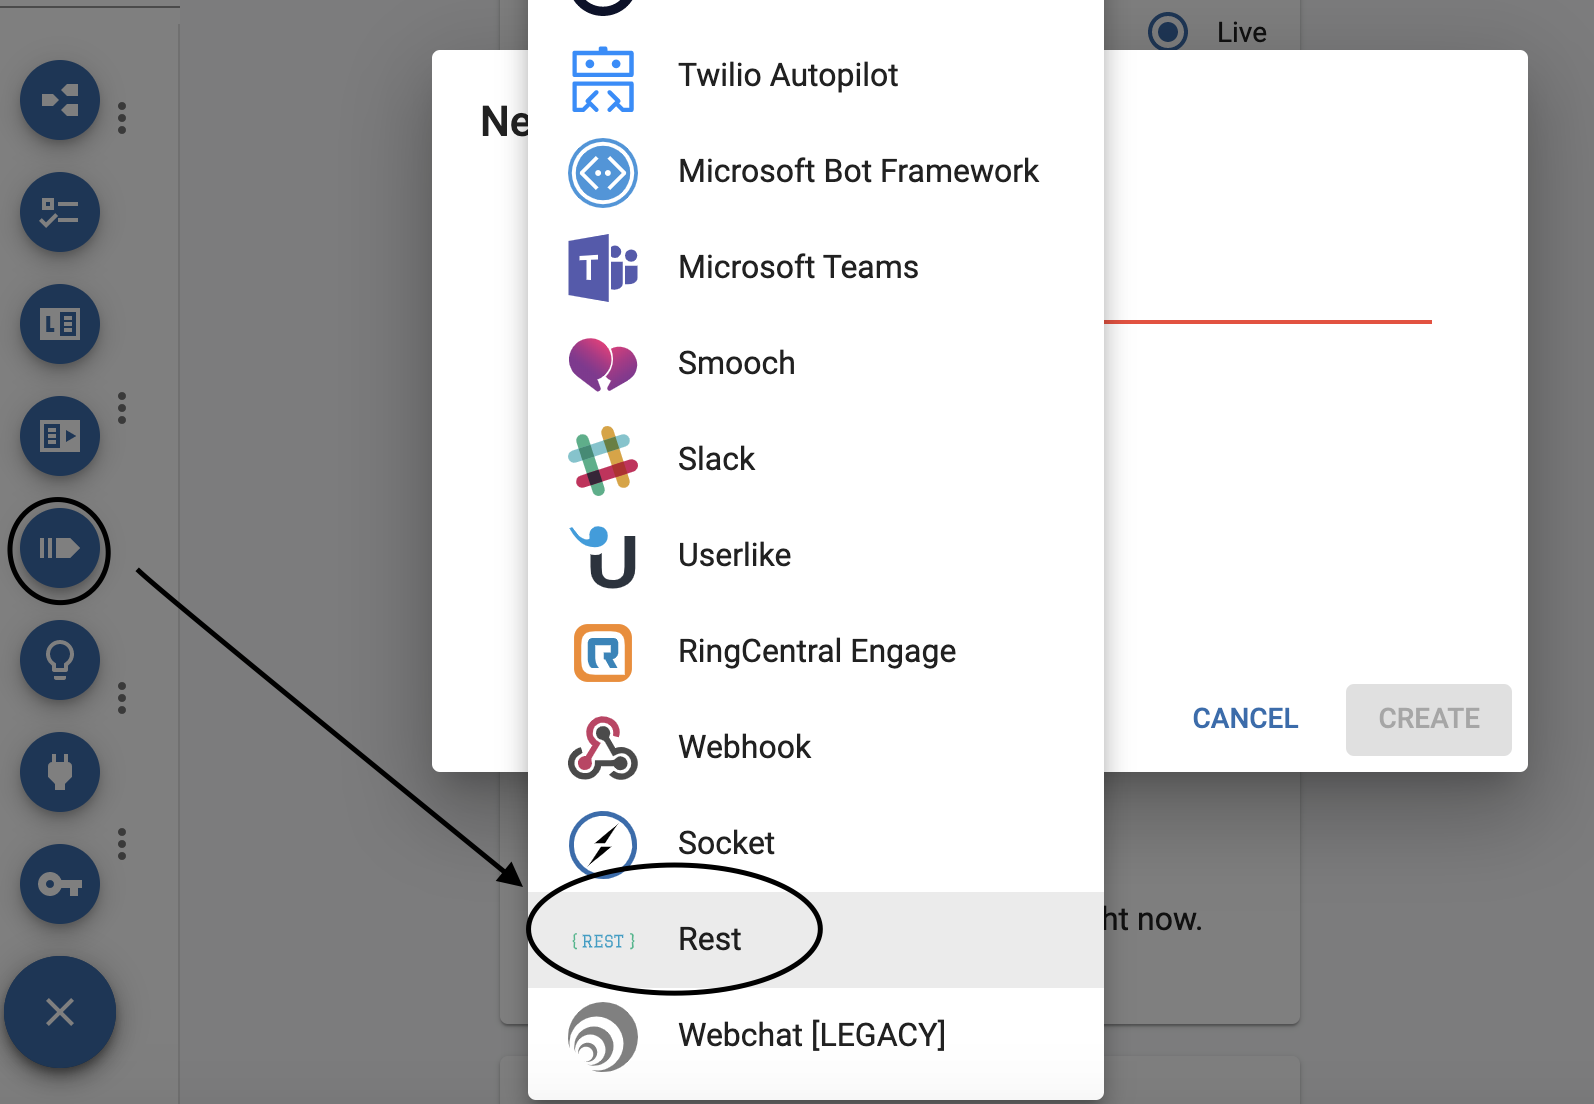 Live
Ne
Twilio Autopilot
Microsoft Bot Framework
T
Microsoft Teams
Smooch
Slack
Userlike
RingCentral Engage
Webhook
CANCEL
CREATE
Socket
{ REST }
Rest
ht now.
Webchat [LEGACY]